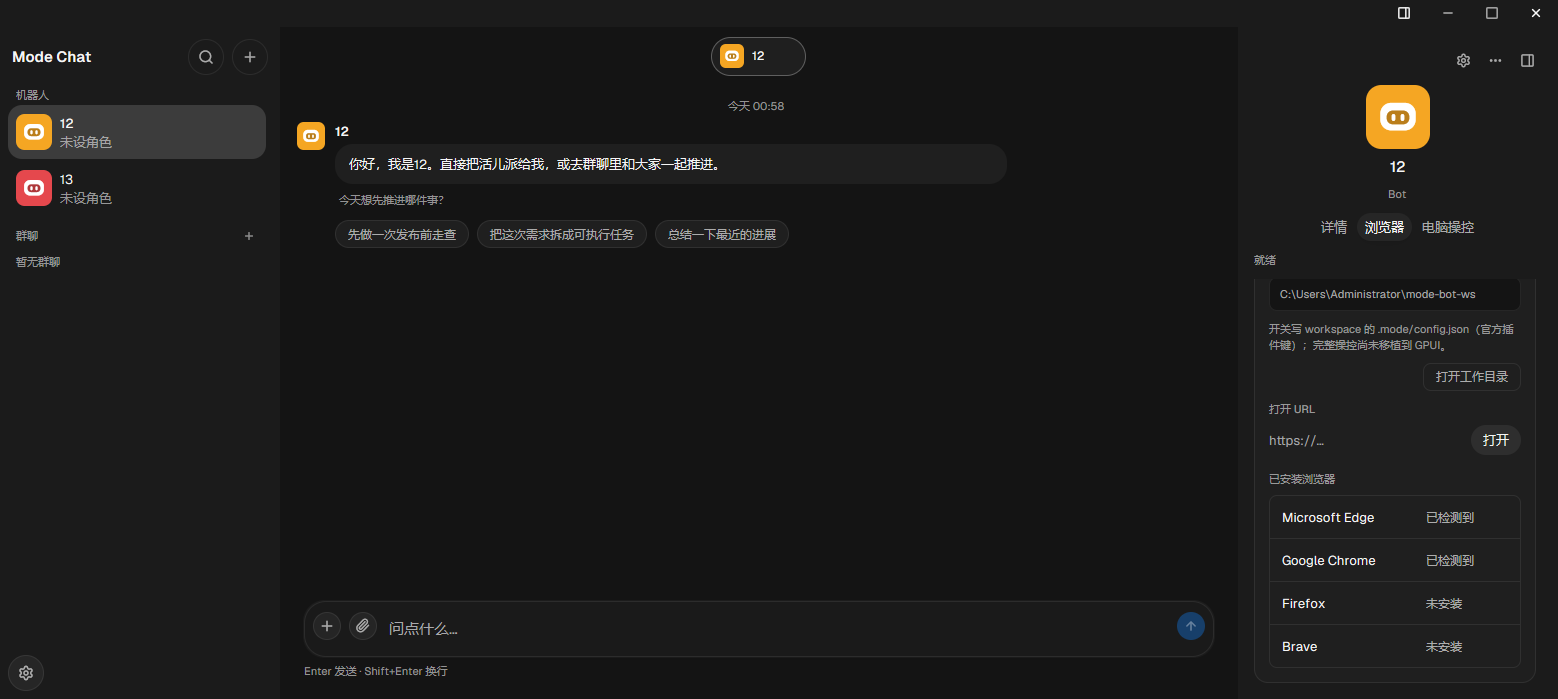 Mode Chat
机器人
12
未设角色
13
未设角色
群聊
暂无群聊
12
今天 00:58
12
你好，我是12。直接把活儿派给我，或去群聊里和大家一起推进。
今天想先推进哪件事？
先做一次发布前走查
把这次需求拆成可执行任务
总结一下最近的进展
问点什么...
Enter 发送 · Shift+Enter 换行
12
Bot
详情 浏览器 电脑操控
就绪
C:\Users\Administrator\mode-bot-ws
开关写 workspace 的 .mode/config.json（官方插
件键）；完整操控尚未移植到 GPUI。
打开工作目录
打开 URL
https://... 打开
已安装浏览器
Microsoft Edge 已检测到
Google Chrome 已检测到
Firefox 未安装
Brave 未安装